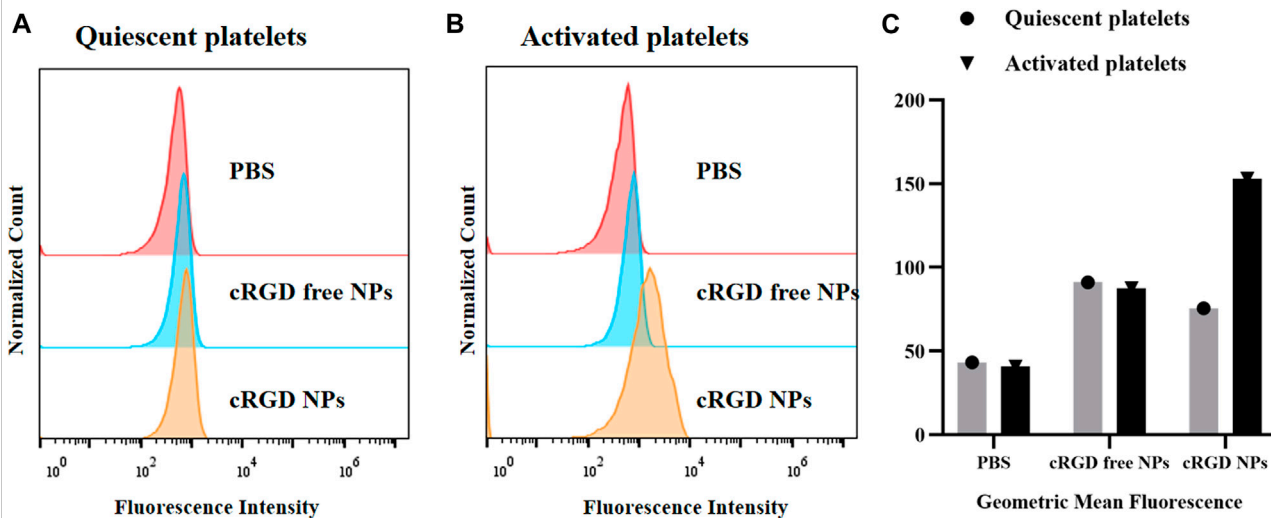 A
Quiescent platelets
Normalized Count
PBS
cRGD free NPs
cRGD NPs
10^0 10^2 10^4 10^6
Fluorescence Intensity
B
Activated platelets
Normalized Count
PBS
cRGD free NPs
cRGD NPs
10^0 10^2 10^4 10^6
Fluorescence Intensity
C
Quiescent platelets
Activated platelets
200
150
100
50
0
PBS cRGD free NPs cRGD NPs
Geometric Mean Fluorescence